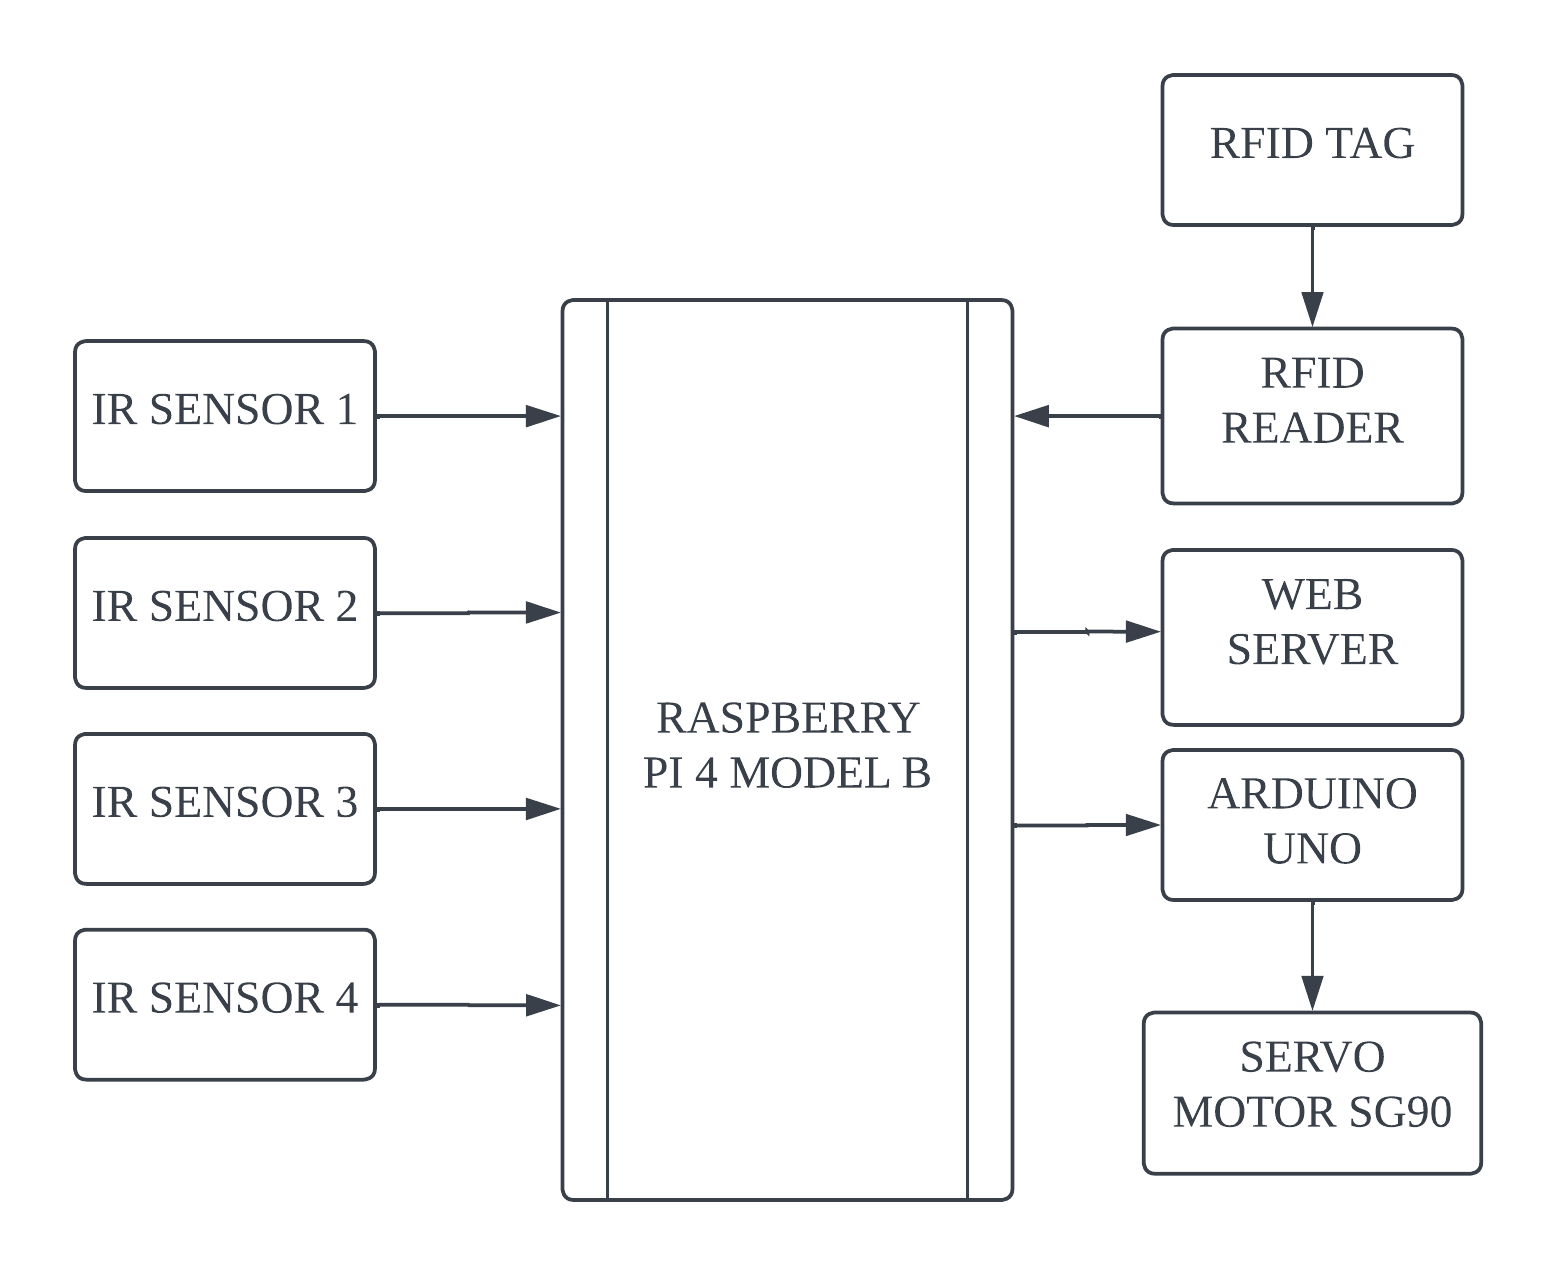 RFID TAG
RFID
READER
IR SENSOR 1
IR SENSOR 2
IR SENSOR 3
IR SENSOR 4
RASPBERRY
PI 4 MODEL B
WEB
SERVER
ARDUINO
UNO
SERVO
MOTOR SG90